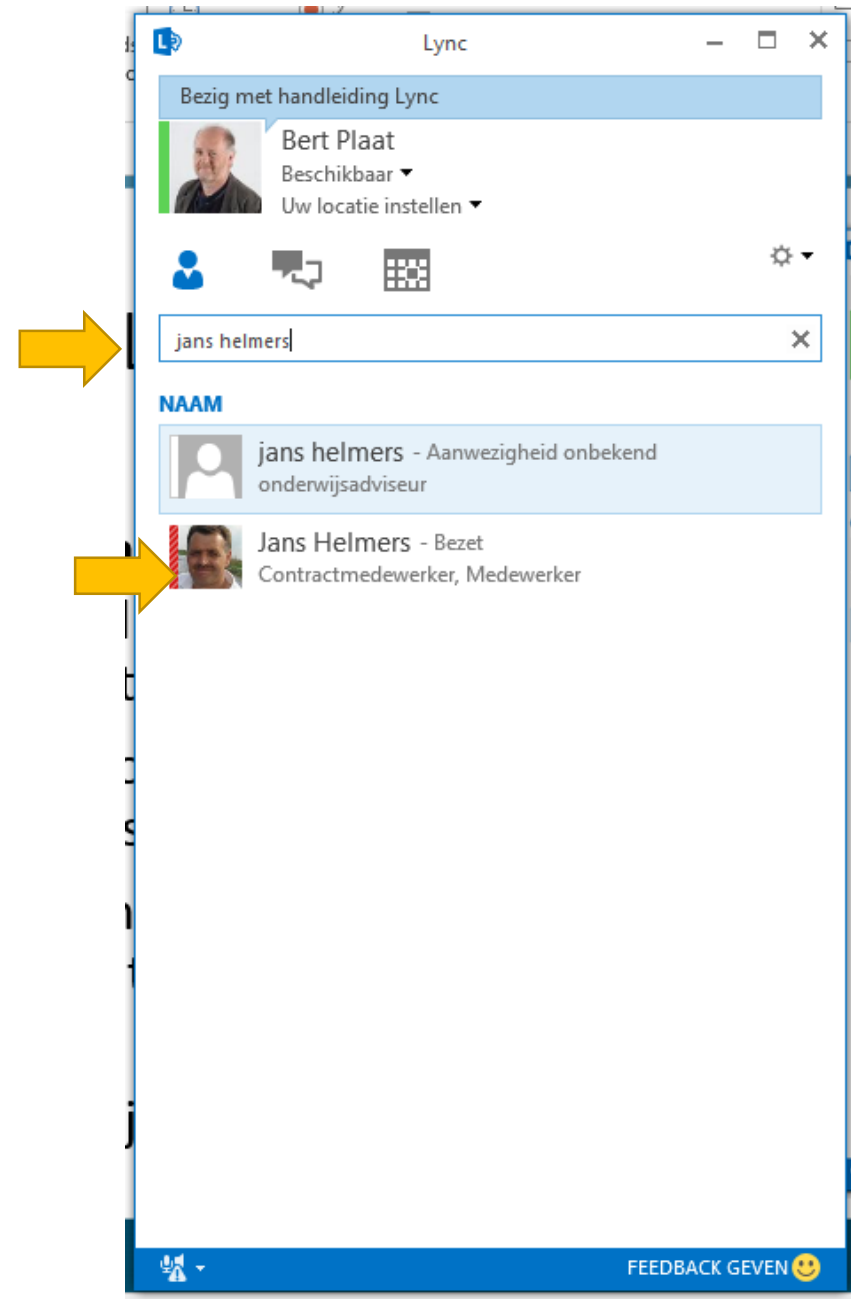 Lync
Bezig met handleiding Lync
Bert Plaat
Beschikbaar
Uw locatie instellen
jans helmers
NAAM
jans helmers - Aanwezigheid onbekend
onderwijsadviseur
Jans Helmers - Bezet
Contractmedewerker, Medewerker
FEEDBACK GEVEN